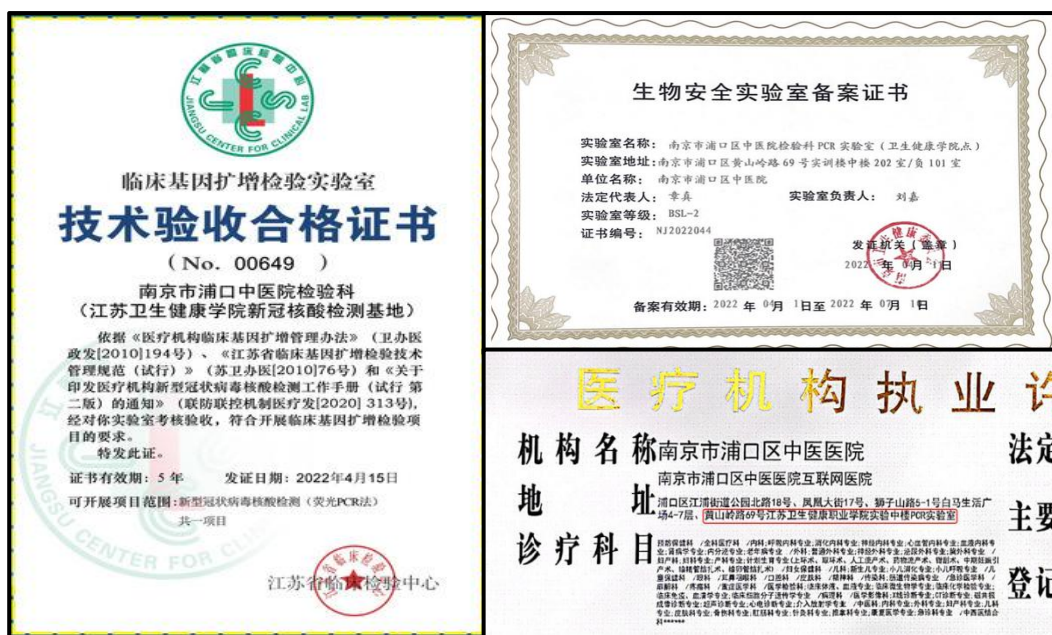 江苏省临床检验中心
JIANGSU CENTER FOR CLINICAL LAB
临床基因扩增检验实验室
技术验收合格证书
（No. 00649 ）
南京市浦口中医院检验科
（江苏卫生健康学院新冠核酸检测基地）
依据《医疗机构临床基因扩增管理办法》（卫办医
政发[2010]194号）、《江苏省临床基因扩增检验技术
管理规范（试行）》（苏卫办医[2010]76号）和《关于
印发医疗机构新型冠状病毒核酸检测工作手册（试行 第
二版）的通知》（联防联控机制医疗发[2020] 313号），
经对你实验室考核验收，符合开展临床基因扩增检验项
目的要求。
特发此证。
证书有效期：5 年 发证日期：2022年4月15日
可开展项目范围：新型冠状病毒核酸检测（荧光PCR法）
共一项目
江苏省临床检验中心
生物安全实验室备案证书
实验室名称： 南京市浦口区中医院检验科 PCR 实验室（卫生健康学院点）
实验室地址：南京市浦口区黄山岭路 69 号实训楼中楼 202 室/负 101 室
单位名称： 南京市浦口区中医院
法定代表人： 章真 实验室负责人： 刘嘉
实验室等级： BSL-2
证书编号： NJ2022044
发证机关（盖章）
2022 年 04月 11日
备案有效期：2022 年 04月 1日至 2022 年 07月 1日
医疗机构执业许
机构名称 南京市浦口区中医医院
南京市浦口区中医医院互联网医院
地址 浦口区江浦街道公园北路18号、凤凰大街17号、狮子山路5-1号白马生活广
场4-7层、黄山岭路69号江苏卫生健康职业学院实验中楼PCR实验室
诊疗科目
法定
主要
登记